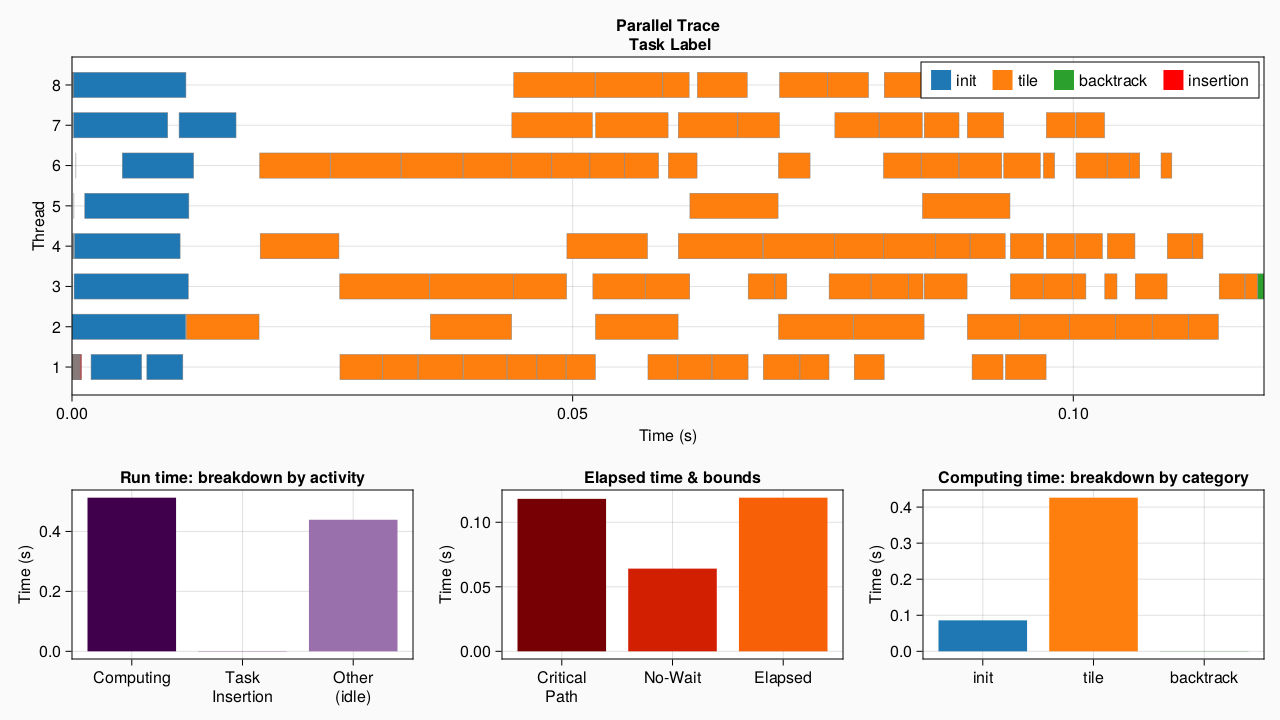 Parallel Trace
Task Label
init tile backtrack insertion
Thread
8
7
6
5
4
3
2
1
0.00 0.05 0.10
Time (s)
Run time: breakdown by activity
Time (s)
0.4
0.2
0.0
Computing Task Insertion Other (idle)
Elapsed time & bounds
Time (s)
0.10
0.05
0.00
Critical Path No-Wait Elapsed
Computing time: breakdown by category
Time (s)
0.4
0.3
0.2
0.1
0.0
init tile backtrack